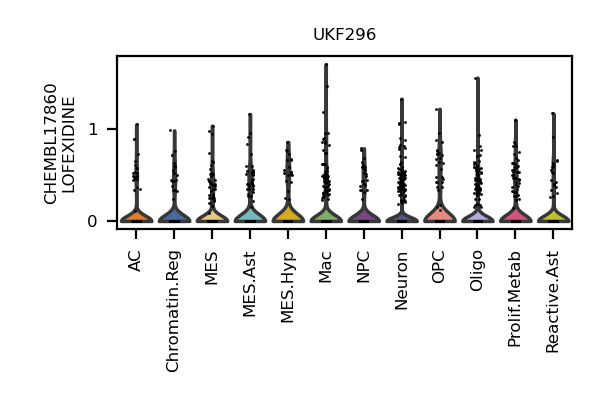 UKF296
CHEMBL17860
LOFEXIDINE
1
0
AC
Chromatin.Reg
MES
MES.Ast
MES.Hyp
Mac
NPC
Neuron
OPC
Oligo
Prolif.Metab
Reactive.Ast